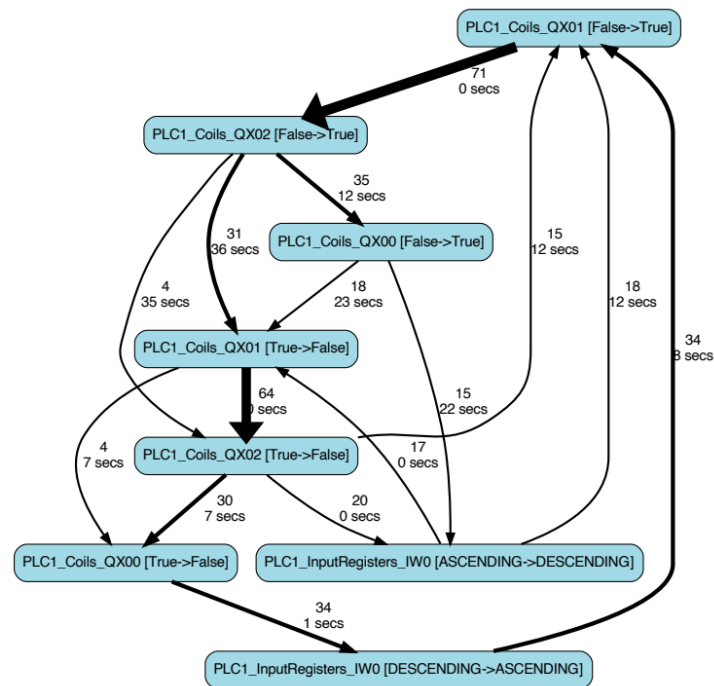 PLC1_Coils_QX01 [False->True]
71
0 secs
PLC1_Coils_QX02 [False->True]
35
12 secs
31
36 secs
15
12 secs
PLC1_Coils_QX00 [False->True]
4
35 secs
18
23 secs
18
12 secs
34
8 secs
PLC1_Coils_QX01 [True->False]
64
0 secs
15
22 secs
4
7 secs
17
0 secs
PLC1_Coils_QX02 [True->False]
30
7 secs
20
0 secs
PLC1_Coils_QX00 [True->False]
PLC1_InputRegisters_IW0 [ASCENDING->DESCENDING]
34
1 secs
PLC1_InputRegisters_IW0 [DESCENDING->ASCENDING]